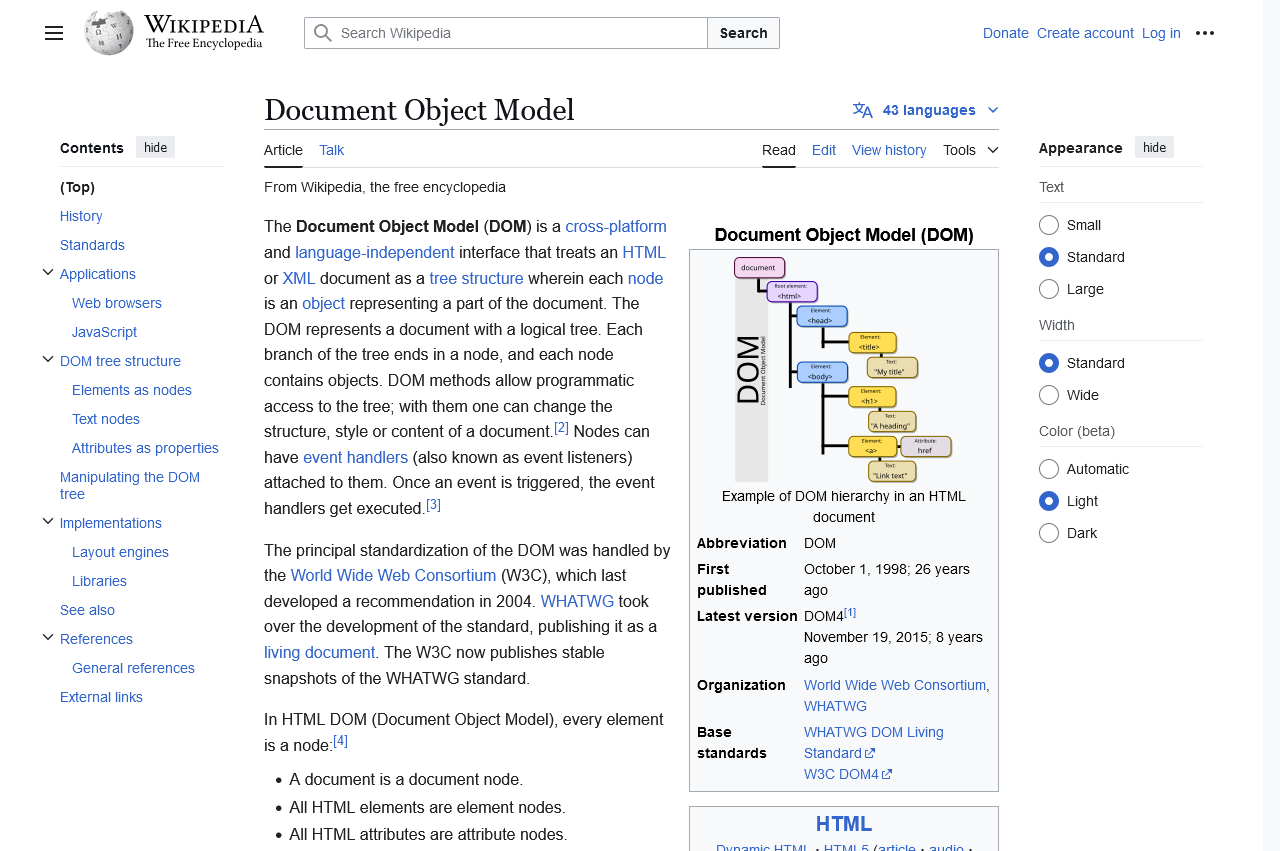 WIKIPEDIA
The Free Encyclopedia
Search Wikipedia
Search
Donate Create account Log in
Contents hide
(Top)
History
Standards
Applications
Web browsers
JavaScript
DOM tree structure
Elements as nodes
Text nodes
Attributes as properties
Manipulating the DOM
tree
Implementations
Layout engines
Libraries
See also
References
General references
External links
Document Object Model
43 languages
Article Talk
Read Edit View history Tools
From Wikipedia, the free encyclopedia
The Document Object Model (DOM) is a cross-platform
and language-independent interface that treats an HTML
or XML document as a tree structure wherein each node
is an object representing a part of the document. The
DOM represents a document with a logical tree. Each
branch of the tree ends in a node, and each node
contains objects. DOM methods allow programmatic
access to the tree; with them one can change the
structure, style or content of a document.[2] Nodes can
have event handlers (also known as event listeners)
attached to them. Once an event is triggered, the event
handlers get executed.[3]
The principal standardization of the DOM was handled by
the World Wide Web Consortium (W3C), which last
developed a recommendation in 2004. WHATWG took
over the development of the standard, publishing it as a
living document. The W3C now publishes stable
snapshots of the WHATWG standard.
In HTML DOM (Document Object Model), every element
is a node:[4]
• A document is a document node.
• All HTML elements are element nodes.
• All HTML attributes are attribute nodes.
Document Object Model (DOM)
document
Root element:
<html>
Element:
<head>
Element:
<title>
Text:
"My title"
Element:
<body>
Element:
<h1>
Text:
"A heading"
Element:
<a>
Attribute:
href
Text:
"Link text"
DOM
Document Object Model
Example of DOM hierarchy in an HTML
document
Abbreviation DOM
First published October 1, 1998; 26 years
ago
Latest version DOM4[1]
November 19, 2015; 8 years
ago
Organization World Wide Web Consortium,
WHATWG
Base standards WHATWG DOM Living
Standard
W3C DOM4
HTML
Dynamic HTML · HTML5 (article · audio ·
Appearance hide
Text
Small
Standard
Large
Width
Standard
Wide
Color (beta)
Automatic
Light
Dark